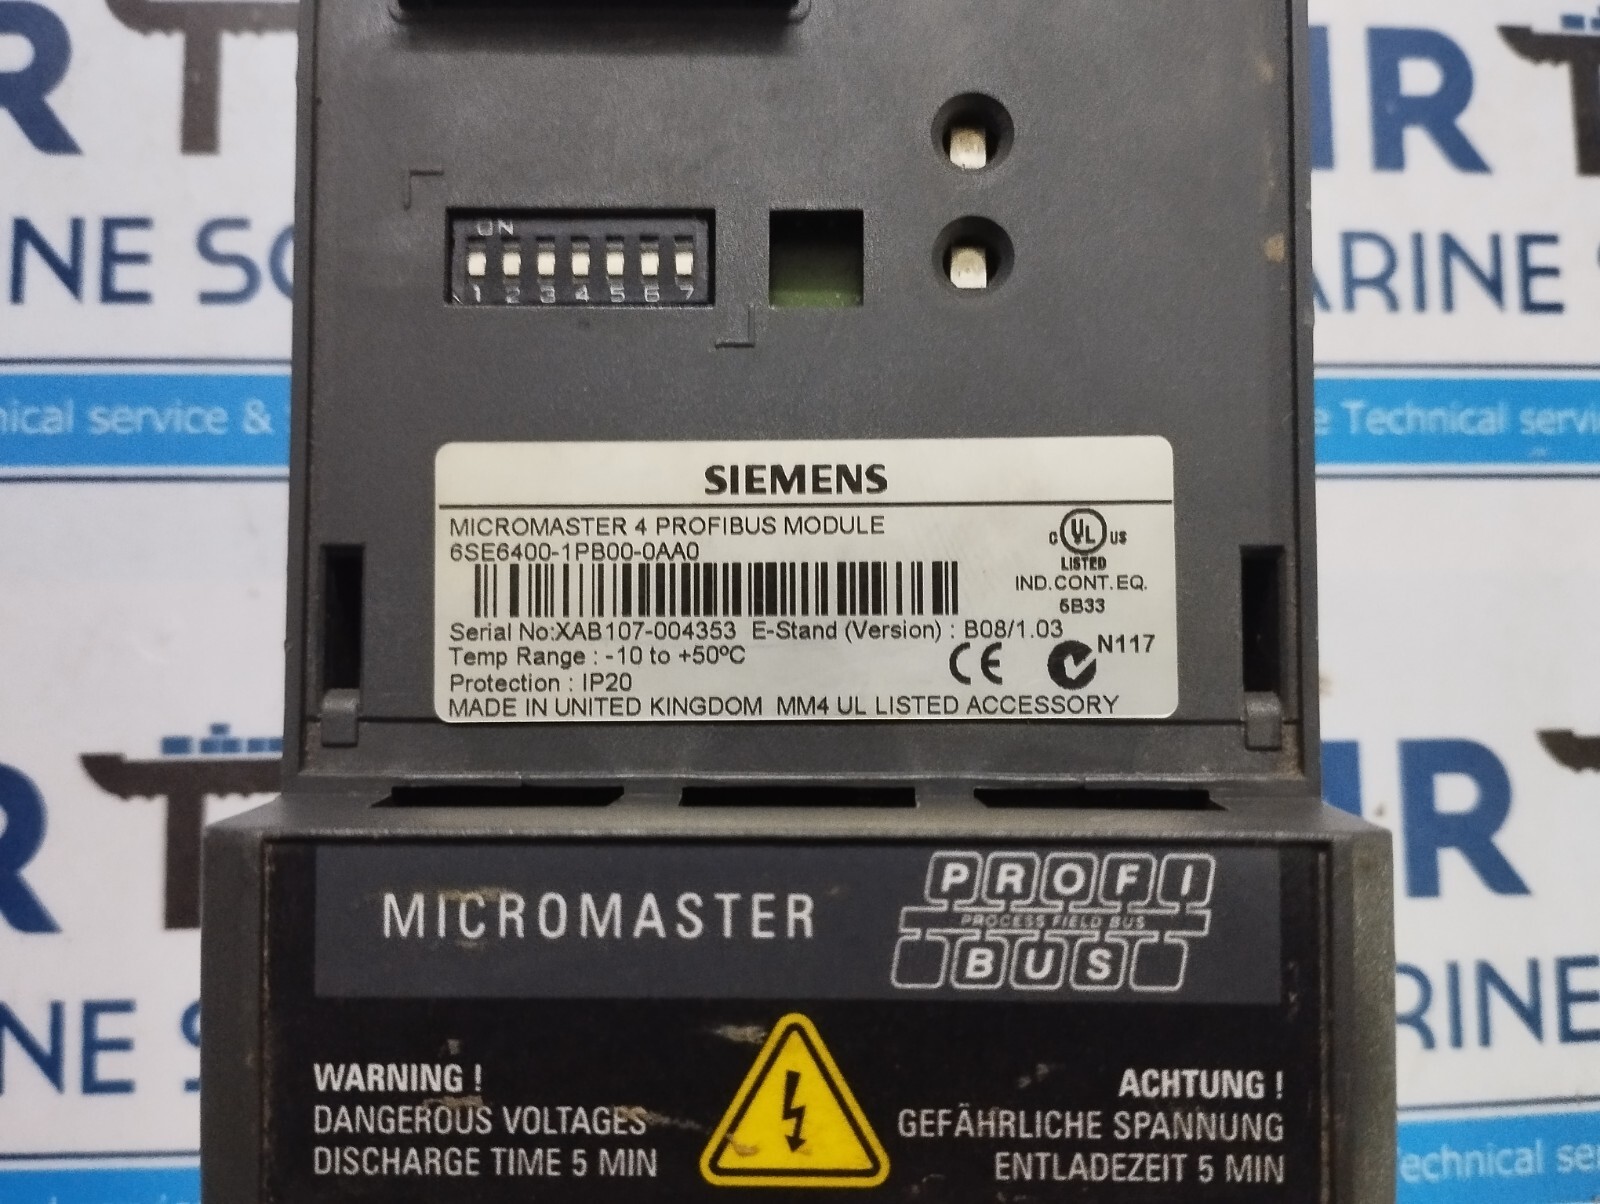 ON
1 2 3 4 5 6 7
SIEMENS
MICROMASTER 4 PROFIBUS MODULE
6SE6400-1PB00-0AA0
C UL US
LISTED
IND.CONT.EQ.
6B33
Serial No:XAB107-004353 E-Stand (Version) : B08/1.03
Temp Range : -10 to +50ºC
CE N117
Protection : IP20
MADE IN UNITED KINGDOM MM4 UL LISTED ACCESSORY
MICROMASTER
PROFI
PROCESS FIELD BUS
BUS
WARNING !
DANGEROUS VOLTAGES
DISCHARGE TIME 5 MIN
ACHTUNG !
GEFÄHRLICHE SPANNUNG
ENTLADEZEIT 5 MIN
service &
Technical